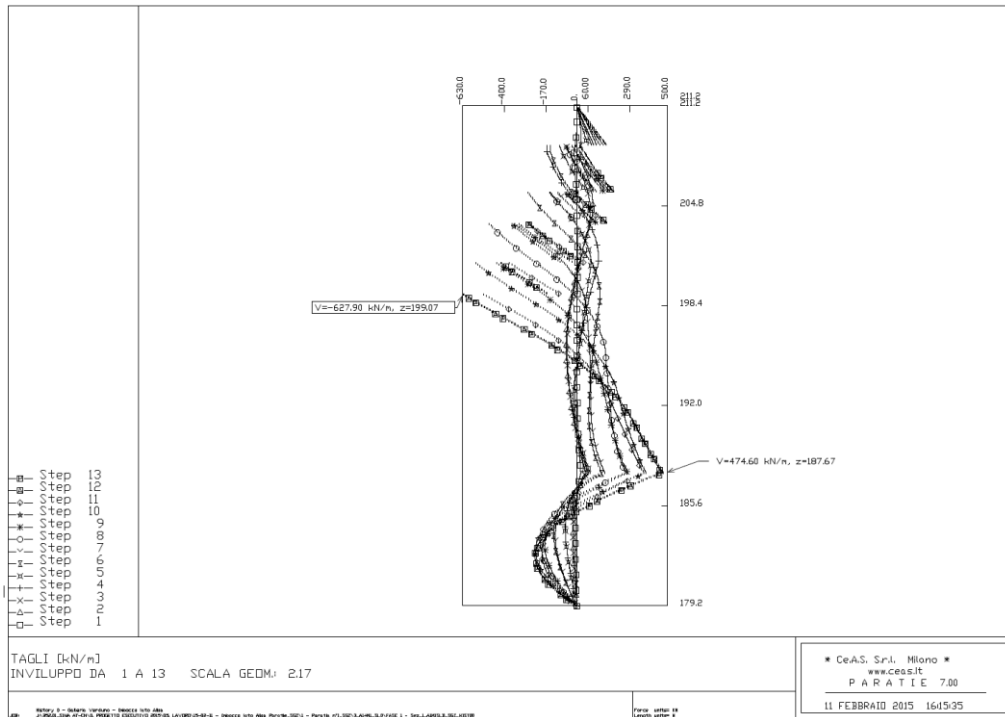 -630.0
-400.0
-170.0
0.
60.00
290.0
500.0
211.2
211.2
204.8
198.4
V=-627.90 kN/m, z=199.07
192.0
V=474.60 kN/m, z=187.67
185.6
179.2
Step 13
Step 12
Step 11
Step 10
Step 9
Step 8
Step 7
Step 6
Step 5
Step 4
Step 3
Step 2
Step 1
TAGLI [kN/m]
INVILUPPO DA 1 A 13 SCALA GEOM.: 2.17
* Ce.A.S. S.r.l. Milano *
www.ceas.it
P A R A T I E 7.00
11 FEBBRAIO 2015 16:45:35